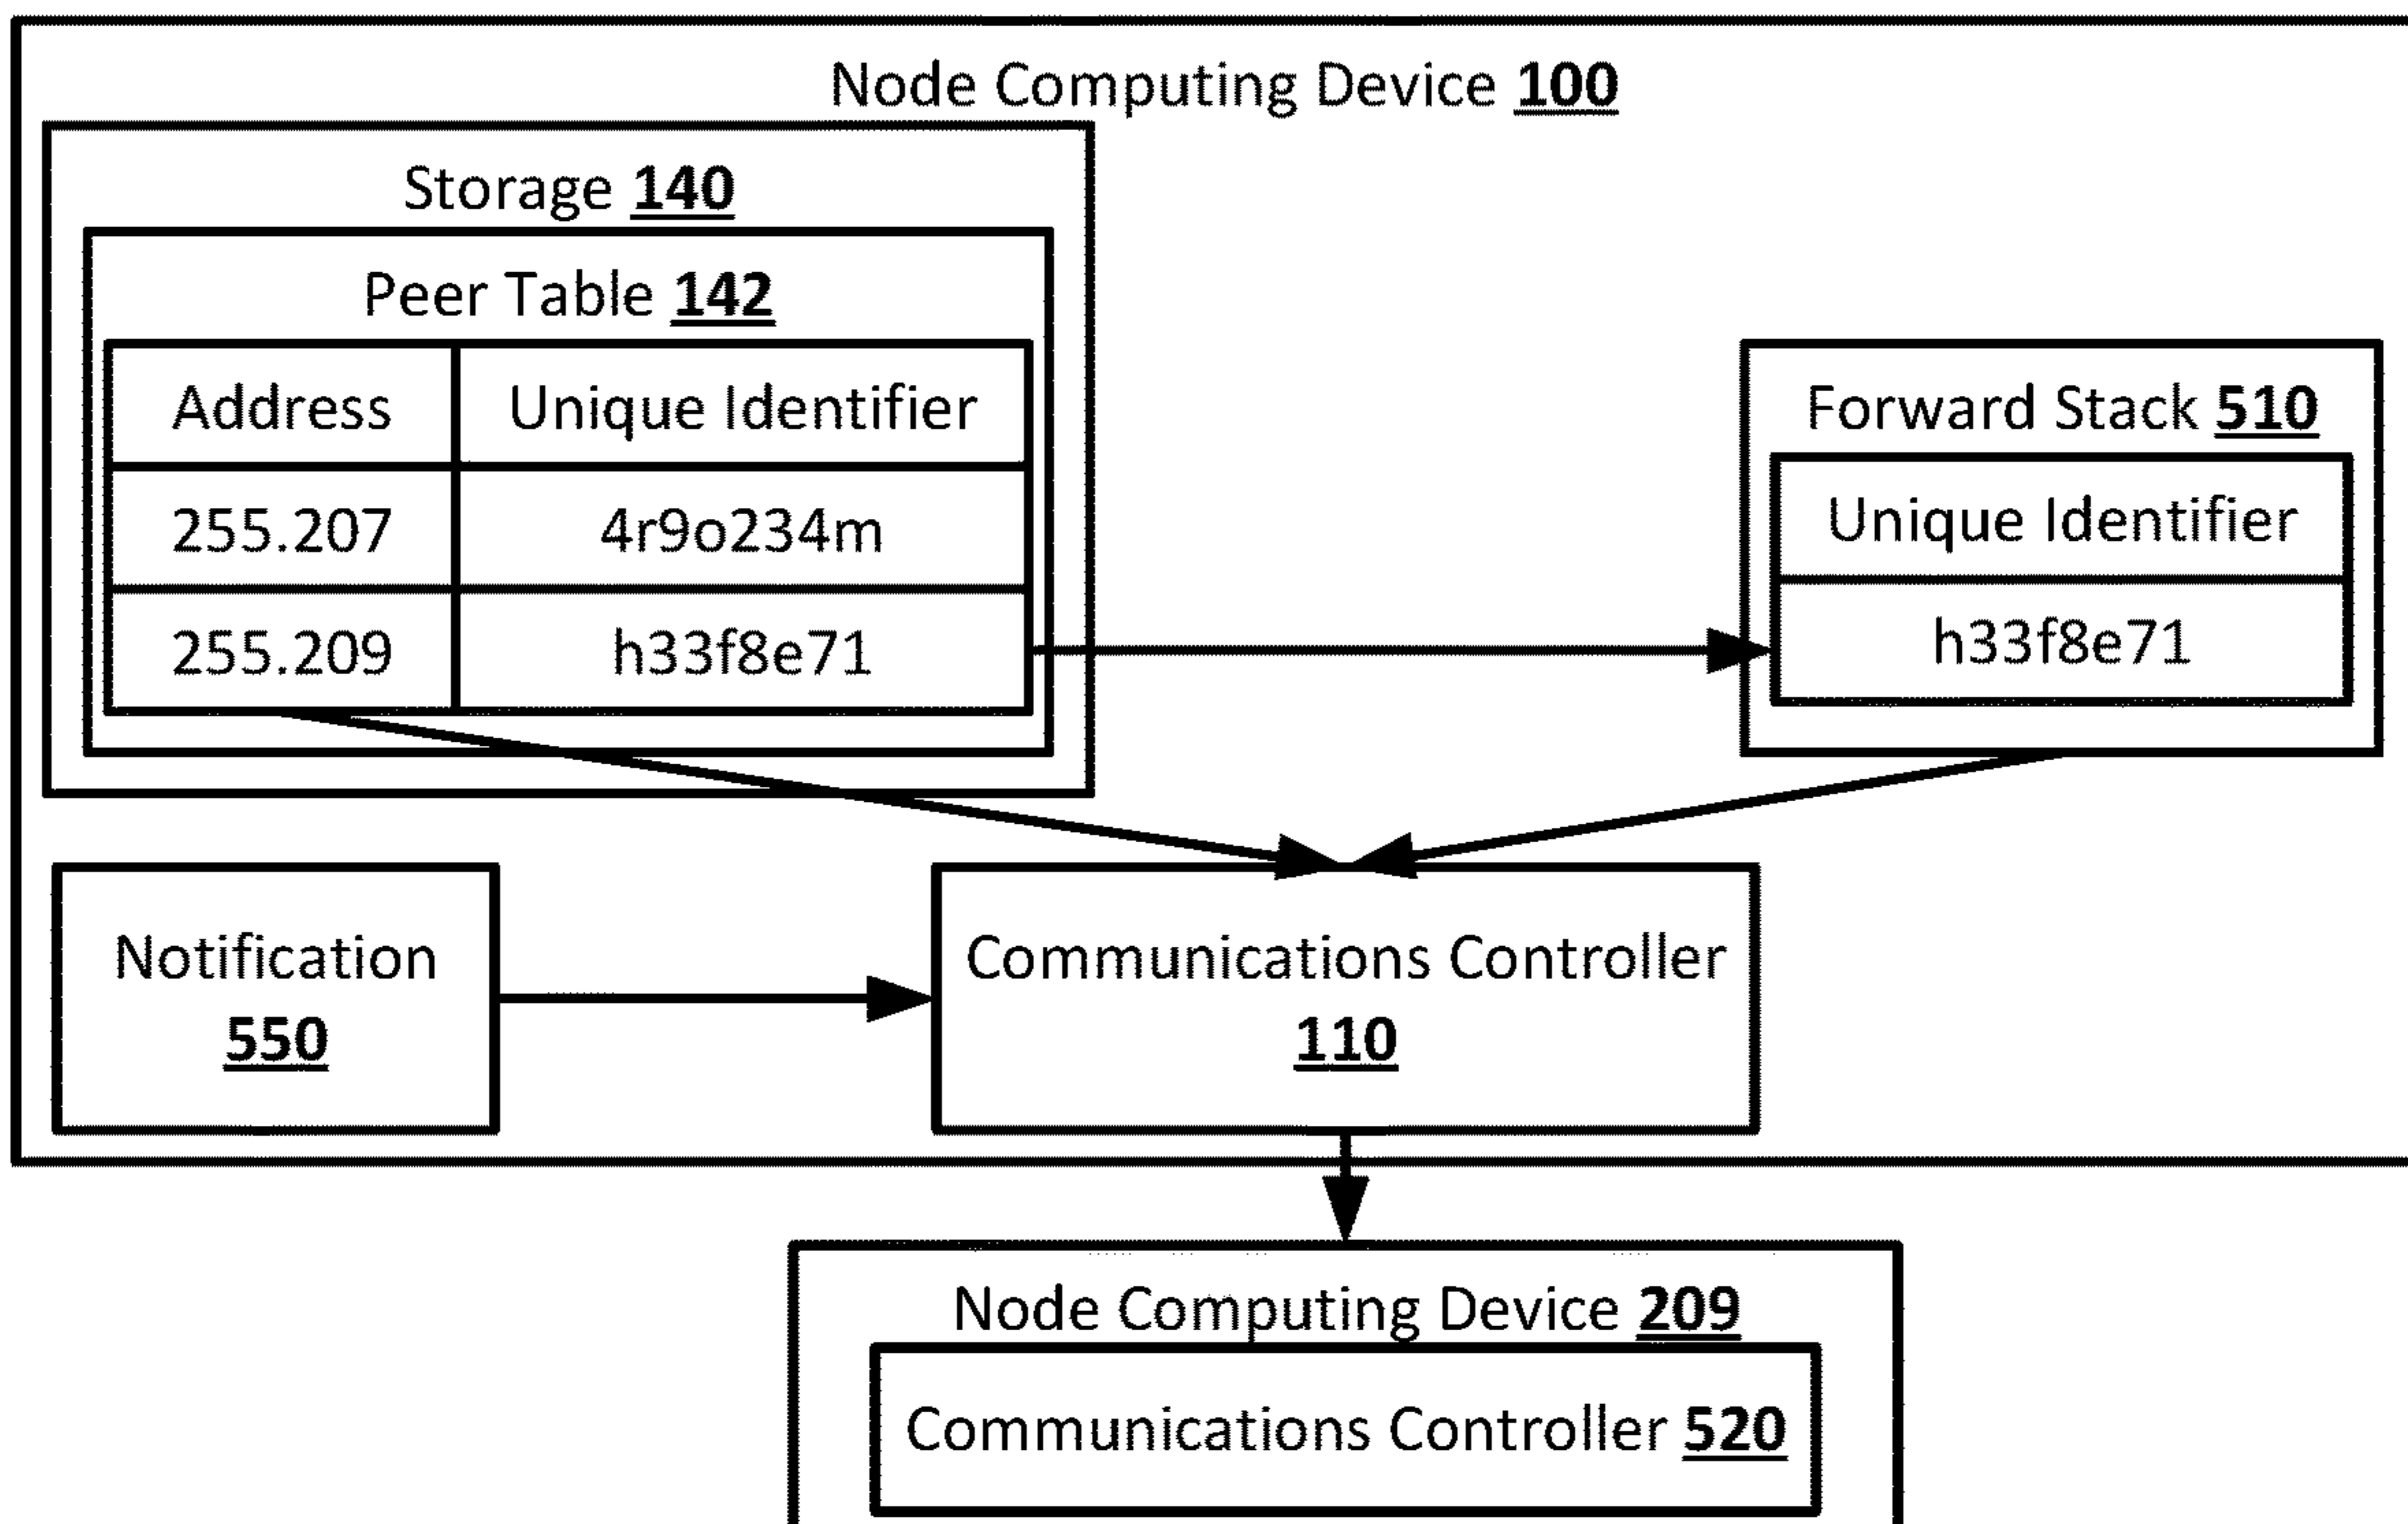 Node Computing Device 100
Storage 140
Peer Table 142
Address Unique Identifier
255.207 4r9o234m
255.209 h33f8e71
Forward Stack 510
Unique Identifier
h33f8e71
Notification
550
Communications Controller
110
Node Computing Device 209
Communications Controller 520